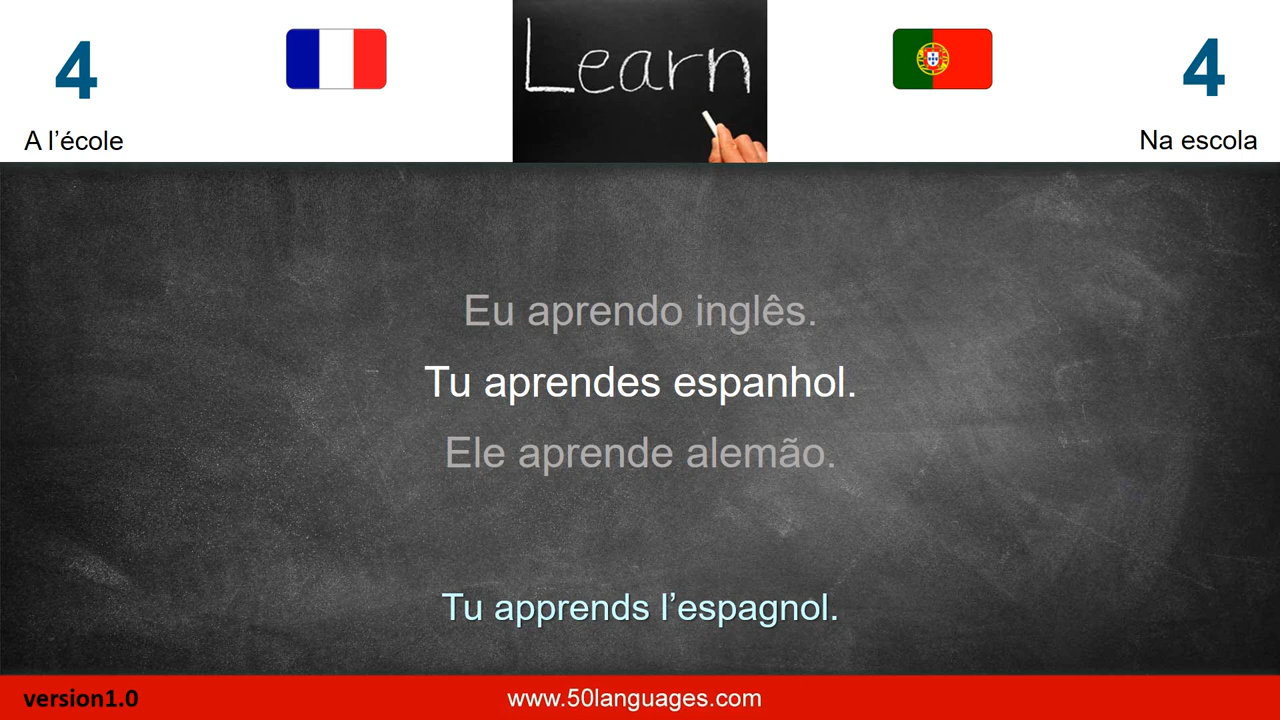 4
A l’école
Learn
4
Na escola
Eu aprendo inglês.
Tu aprendes espanhol.
Ele aprende alemão.
Tu apprends l’espagnol.
version1.0
www.50languages.com